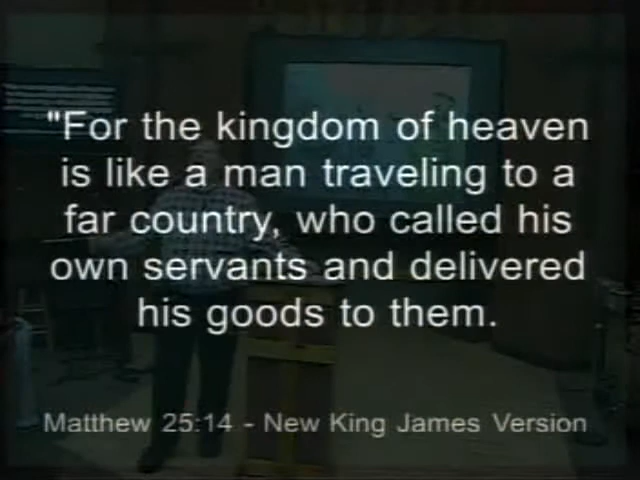 "For the kingdom of heaven
is like a man traveling to a
far country, who called his
own servants and delivered
his goods to them.
Matthew 25:14 - New King James Version